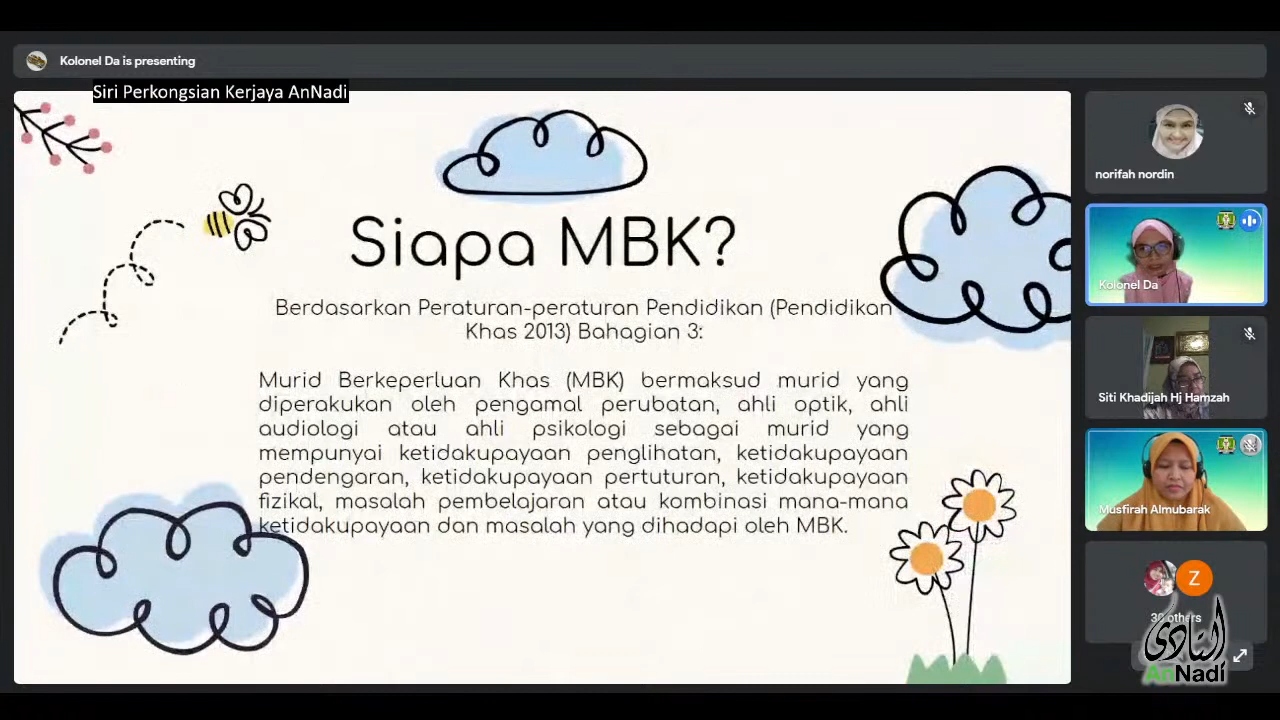 Kolonel Da is presenting
Siri Perkongsian Kerjaya AnNadi
Siapa MBK?
Berdasarkan Peraturan-peraturan Pendidikan (Pendidikan
Khas 2013) Bahagian 3:
Murid Berkeperluan Khas (MBK) bermaksud murid yang
diperakukan oleh pengamal perubatan, ahli optik, ahli
audiologi atau ahli psikologi sebagai murid yang
mempunyai ketidakupayaan penglihatan, ketidakupayaan
pendengaran, ketidakupayaan pertuturan, ketidakupayaan
fizikal, masalah pembelajaran atau kombinasi mana-mana
ketidakupayaan dan masalah yang dihadapi oleh MBK.
norifah nordin
Kolonel Da
Siti Khadijah Hj Hamzah
Musfirah Almubarak
Z
30 others
النادي
AnNadi